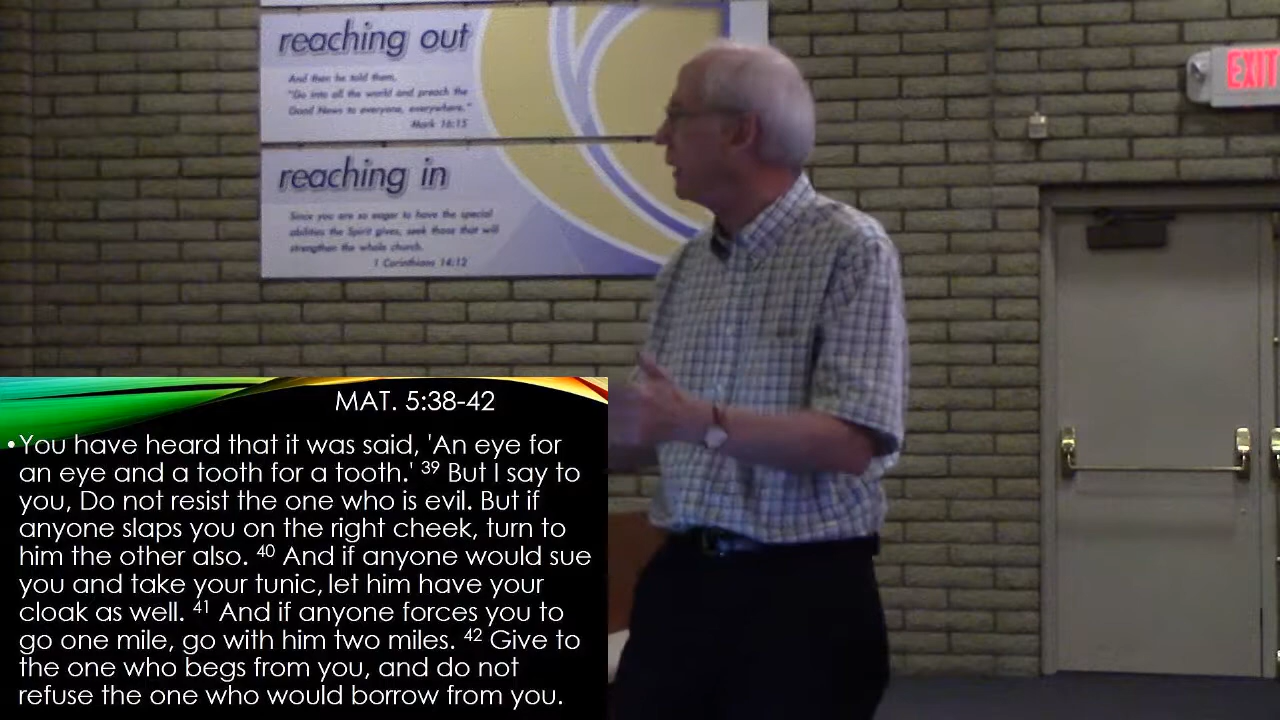 reaching out
And then he told them,
"Go into all the world and preach the
Good News to everyone, everywhere."
Mark 16:15
reaching in
Since you are so eager to have the special
abilities the Spirit gives, seek those that will
strengthen the whole church.
1 Corinthians 14:12
EXIT
MAT. 5:38-42
•You have heard that it was said, 'An eye for
an eye and a tooth for a tooth.' ³⁹ But I say to
you, Do not resist the one who is evil. But if
anyone slaps you on the right cheek, turn to
him the other also. ⁴⁰ And if anyone would sue
you and take your tunic, let him have your
cloak as well. ⁴¹ And if anyone forces you to
go one mile, go with him two miles. ⁴² Give to
the one who begs from you, and do not
refuse the one who would borrow from you.